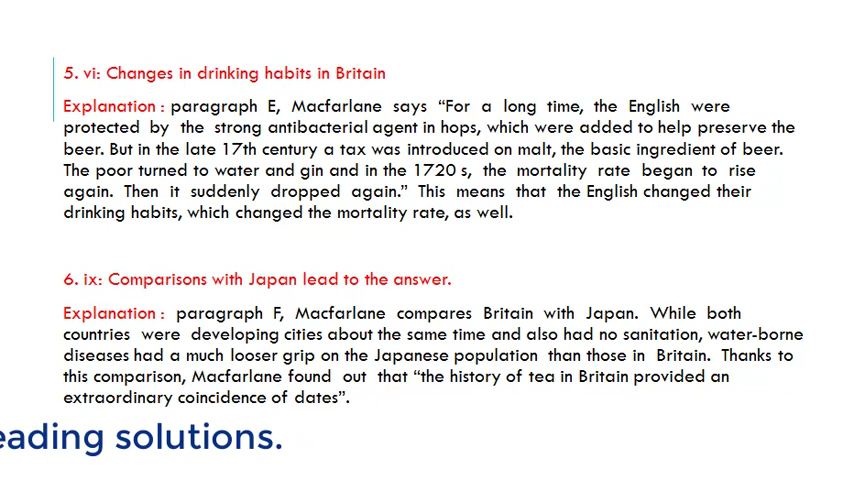 5. vi: Changes in drinking habits in Britain
Explanation : paragraph E, Macfarlane says “For a long time, the English were
protected by the strong antibacterial agent in hops, which were added to help preserve the
beer. But in the late 17th century a tax was introduced on malt, the basic ingredient of beer.
The poor turned to water and gin and in the 1720 s, the mortality rate began to rise
again. Then it suddenly dropped again.” This means that the English changed their
drinking habits, which changed the mortality rate, as well.
6. ix: Comparisons with Japan lead to the answer.
Explanation : paragraph F, Macfarlane compares Britain with Japan. While both
countries were developing cities about the same time and also had no sanitation, water-borne
diseases had a much looser grip on the Japanese population than those in Britain. Thanks to
this comparison, Macfarlane found out that “the history of tea in Britain provided an
extraordinary coincidence of dates”.
eading solutions.